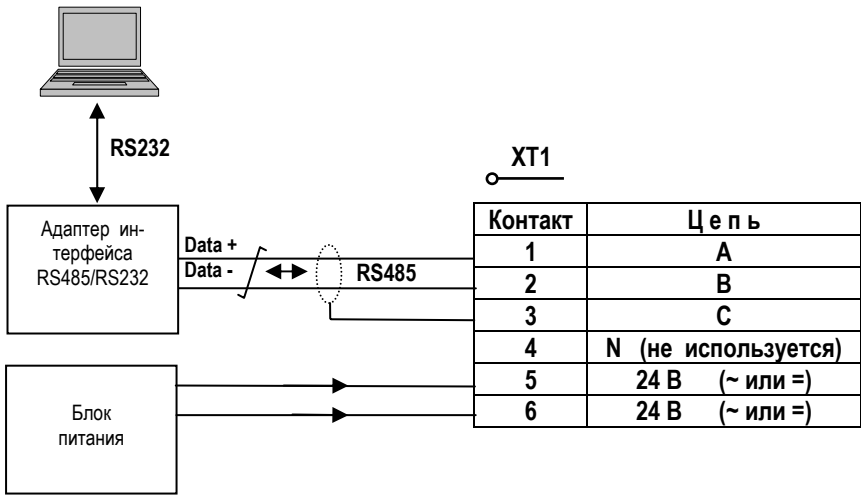 RS232
XT1
Адаптер ин-
терфейса
RS485/RS232
Data +
Data -
RS485
Контакт Ц е п ь
1 A
2 B
3 C
4 N (не используется)
5 24 В (~ или =)
6 24 В (~ или =)
Блок
питания